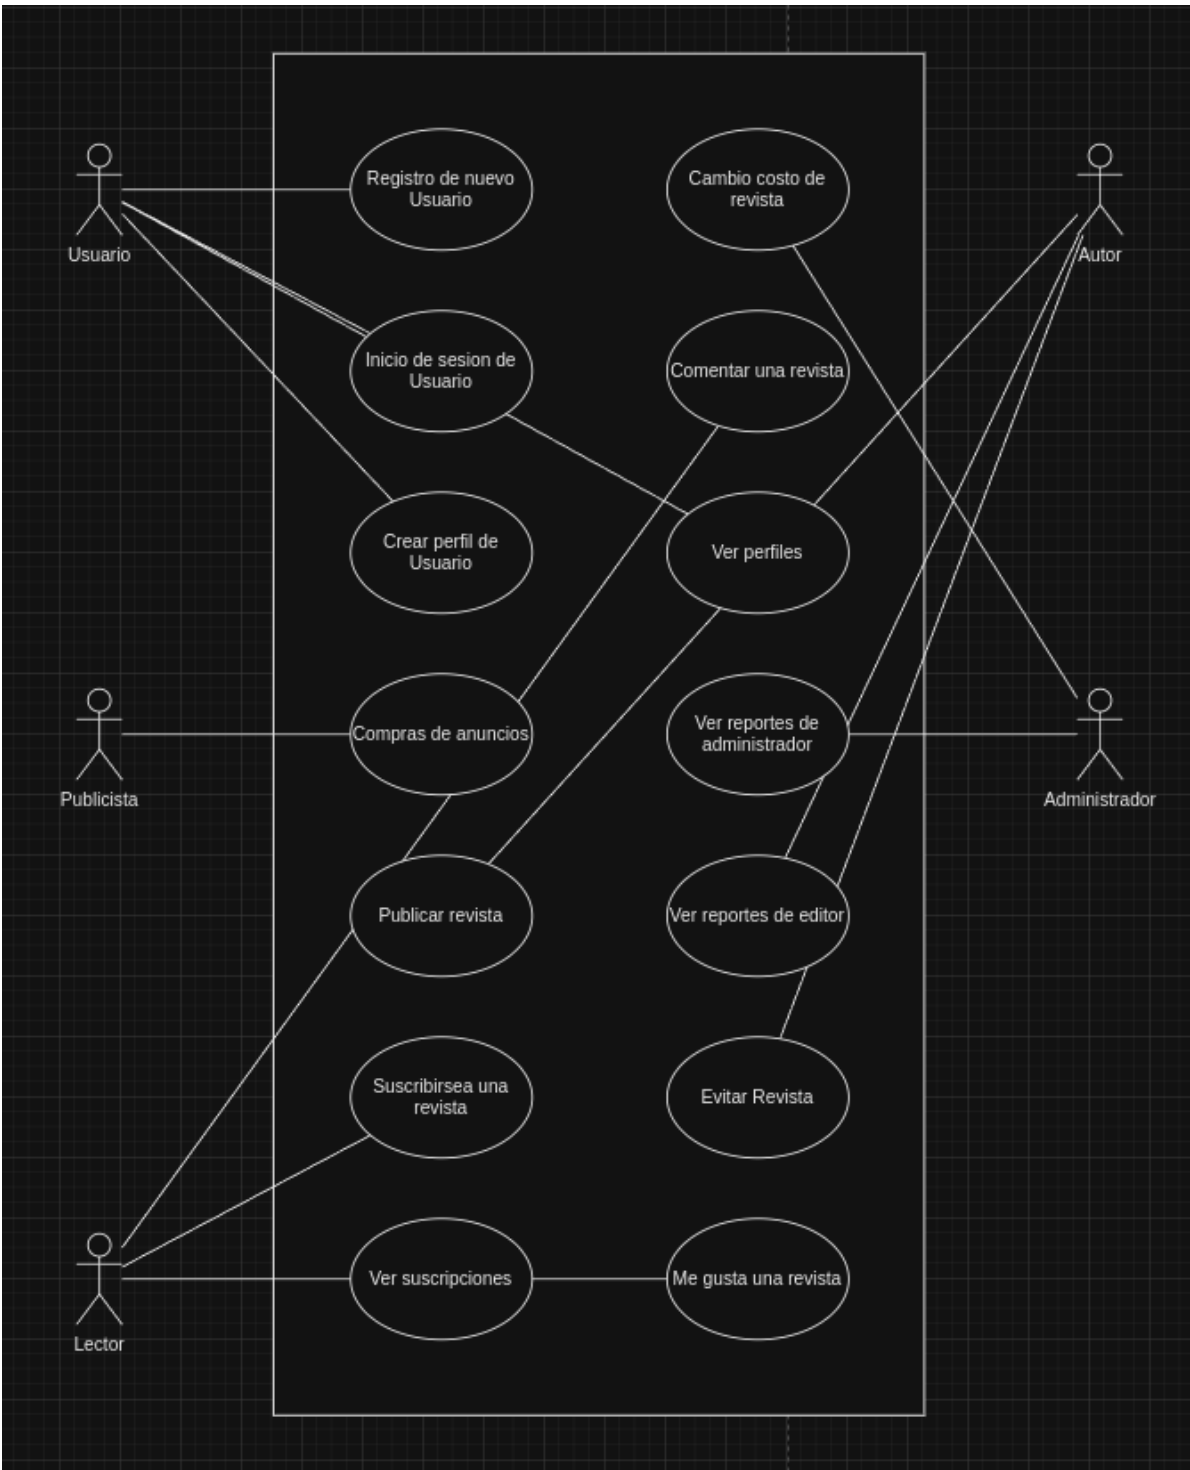 Usuario
Publicista
Lector
Registro de nuevo
Usuario
Inicio de sesion de
Usuario
Crear perfil de
Usuario
Compras de anuncios
Publicar revista
Suscribirsea una
revista
Ver suscripciones
Cambio costo de
revista
Comentar una revista
Ver perfiles
Ver reportes de
administrador
Ver reportes de editor
Evitar Revista
Me gusta una revista
Autor
Administrador